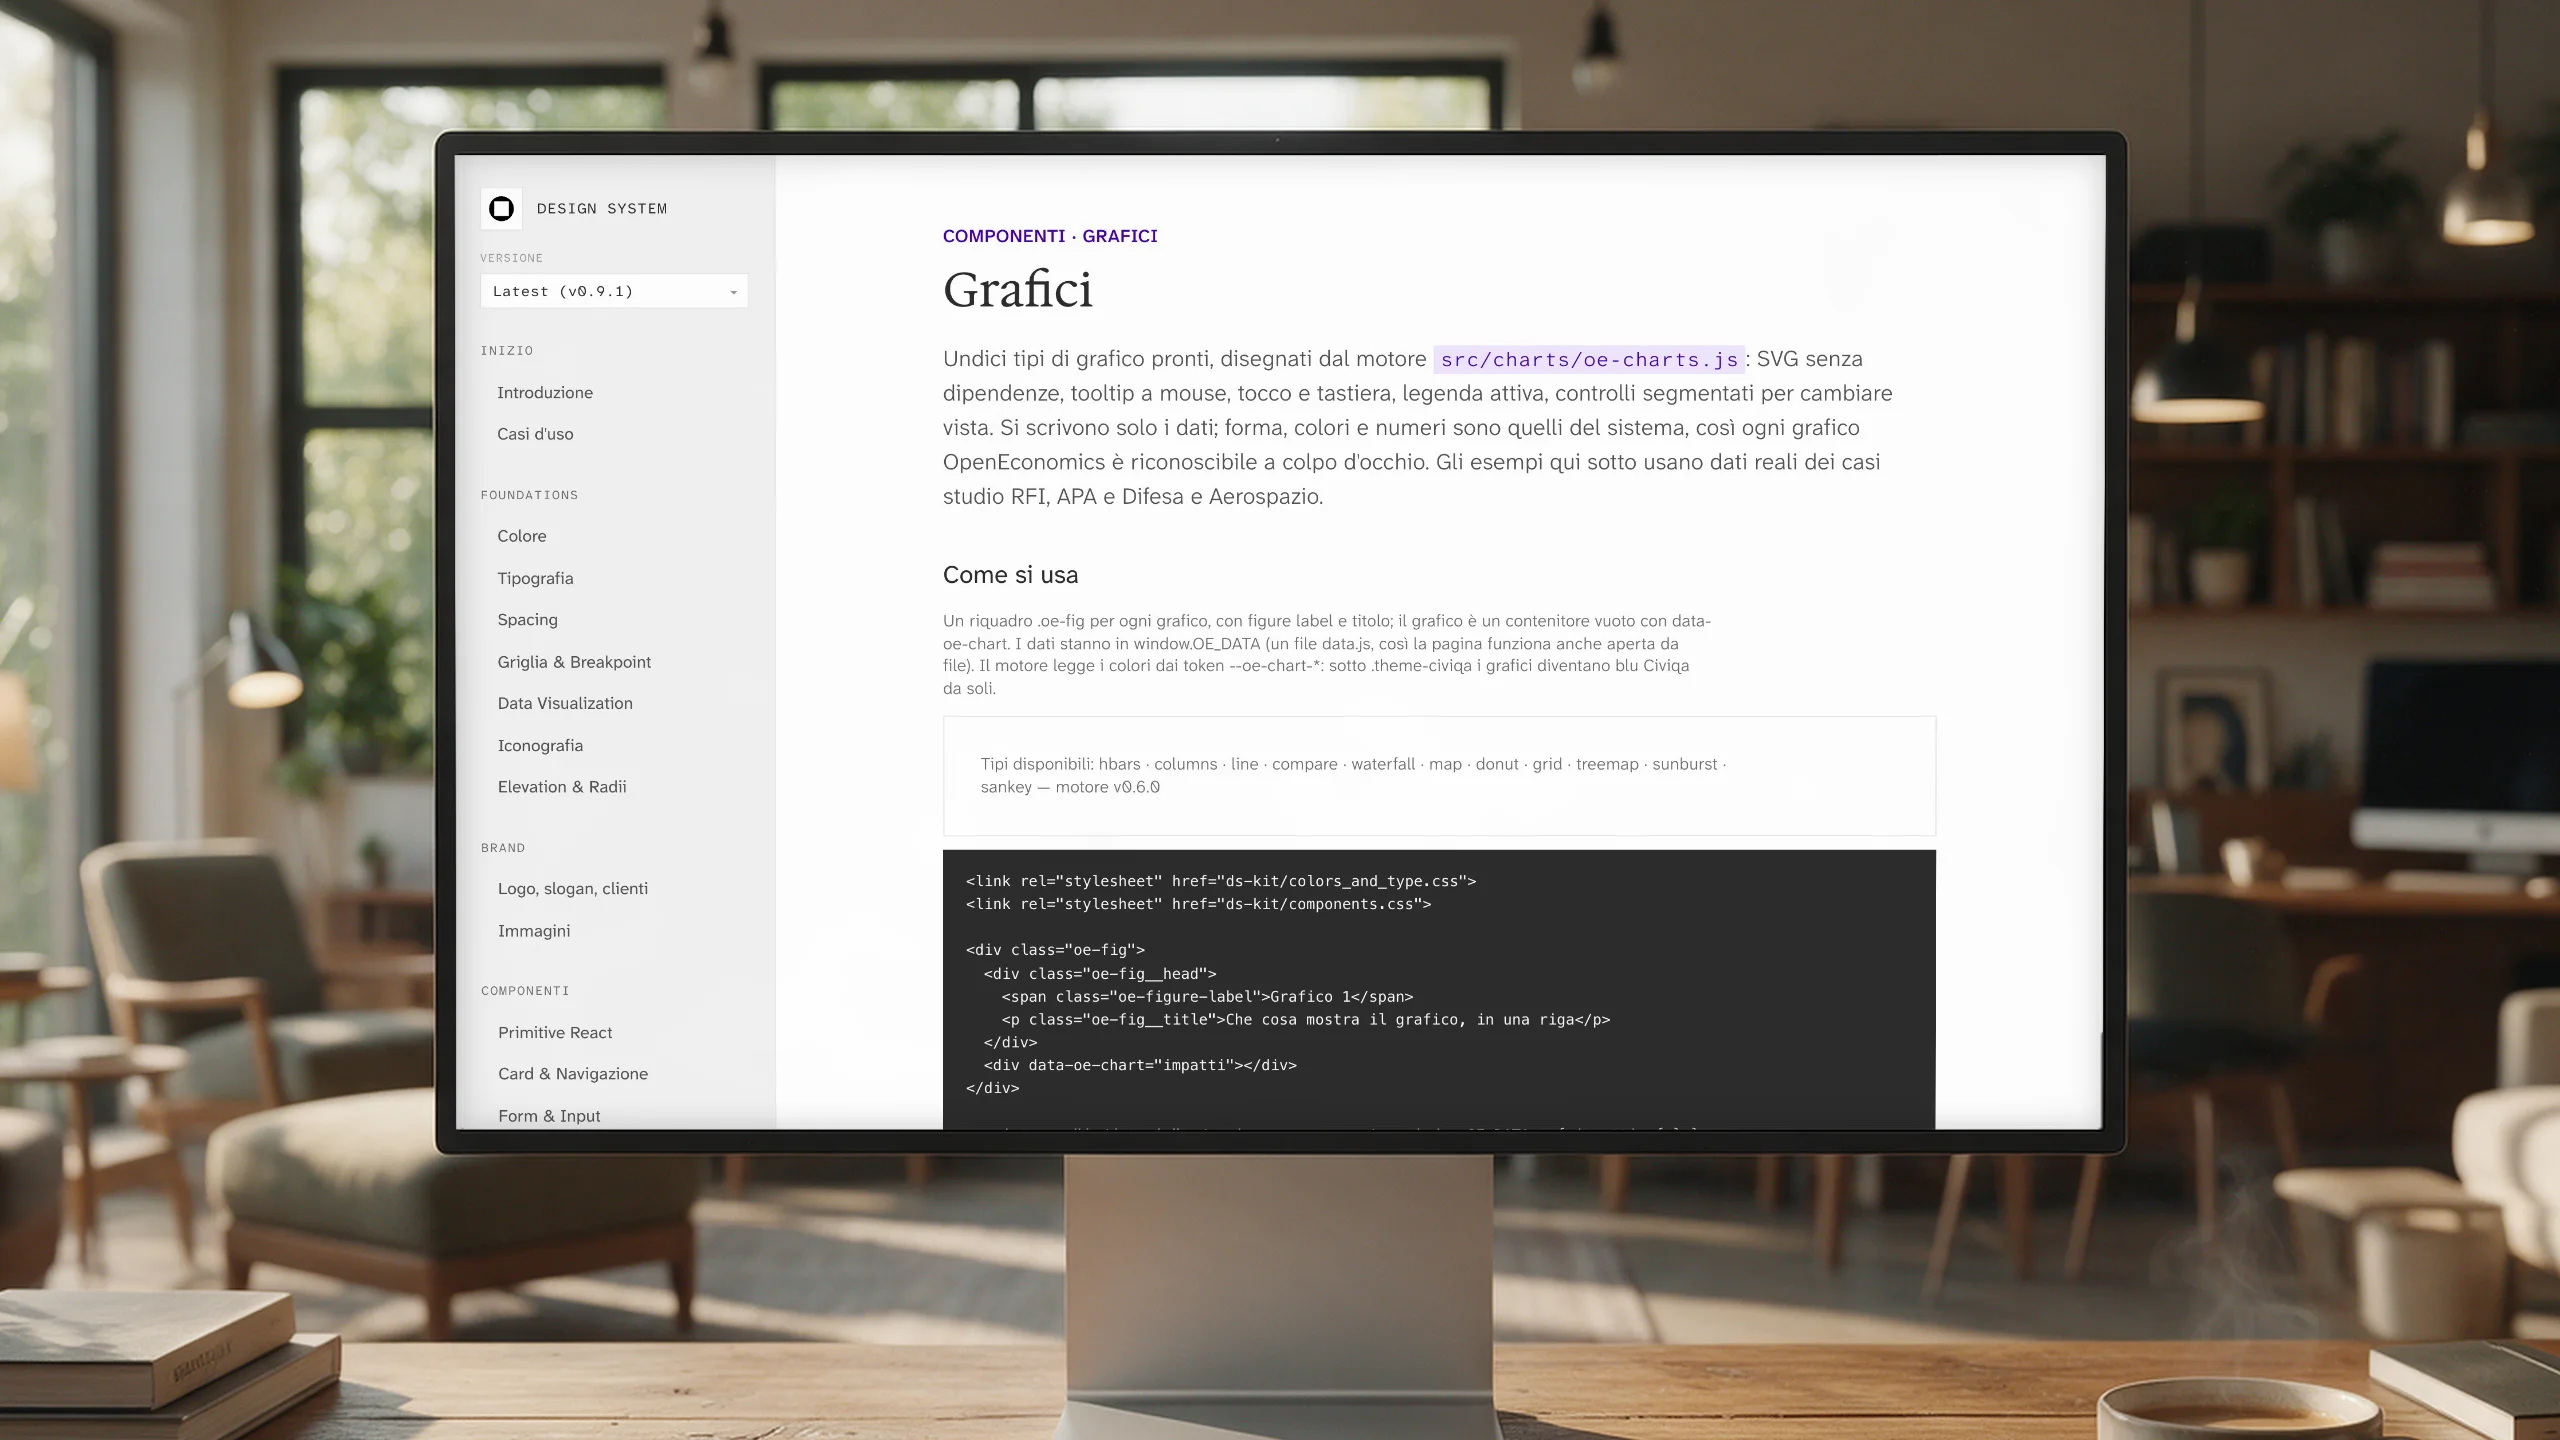 DESIGN SYSTEM
VERSIONE
Latest (v0.9.1)
INIZIO
Introduzione
Casi d'uso
FOUNDATIONS
Colore
Tipografia
Spacing
Griglia & Breakpoint
Data Visualization
Iconografia
Elevation & Radii
BRAND
Logo, slogan, clienti
Immagini
COMPONENTI
Primitive React
Card & Navigazione
Form & Input
COMPONENTI · GRAFICI
Grafici
Undici tipi di grafico pronti, disegnati dal motore src/charts/oe-charts.js: SVG senza
dipendenze, tooltip a mouse, tocco e tastiera, legenda attiva, controlli segmentati per cambiare
vista. Si scrivono solo i dati; forma, colori e numeri sono quelli del sistema, così ogni grafico
OpenEconomics è riconoscibile a colpo d'occhio. Gli esempi qui sotto usano dati reali dei casi
studio RFI, APA e Difesa e Aerospazio.
Come si usa
Un riquadro .oe-fig per ogni grafico, con figure label e titolo; il grafico è un contenitore vuoto con data-
oe-chart. I dati stanno in window.OE_DATA (un file data.js, così la pagina funziona anche aperta da
file). Il motore legge i colori dai token --oe-chart-*: sotto .theme-civiqa i grafici diventano blu Civiqa
da soli.
Tipi disponibili: hbars · columns · line · compare · waterfall · map · donut · grid · treemap · sunburst ·
sankey — motore v0.6.0
<link rel="stylesheet" href="ds-kit/colors_and_type.css">
<link rel="stylesheet" href="ds-kit/components.css">
<div class="oe-fig">
<div class="oe-fig__head">
<span class="oe-figure-label">Grafico 1</span>
<p class="oe-fig__title">Che cosa mostra il grafico, in una riga</p>
</div>
<div data-oe-chart="impatti"></div>
</div>